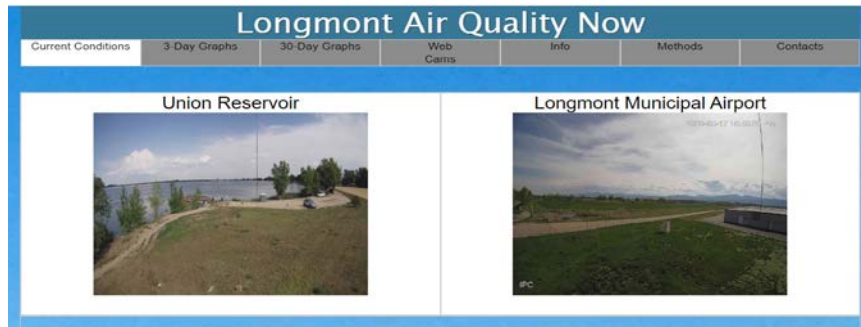 Longmont Air Quality Now
Current Conditions
3-Day Graphs
30-Day Graphs
Web
Cams
Info
Methods
Contacts
Union Reservoir
Longmont Municipal Airport
IPC